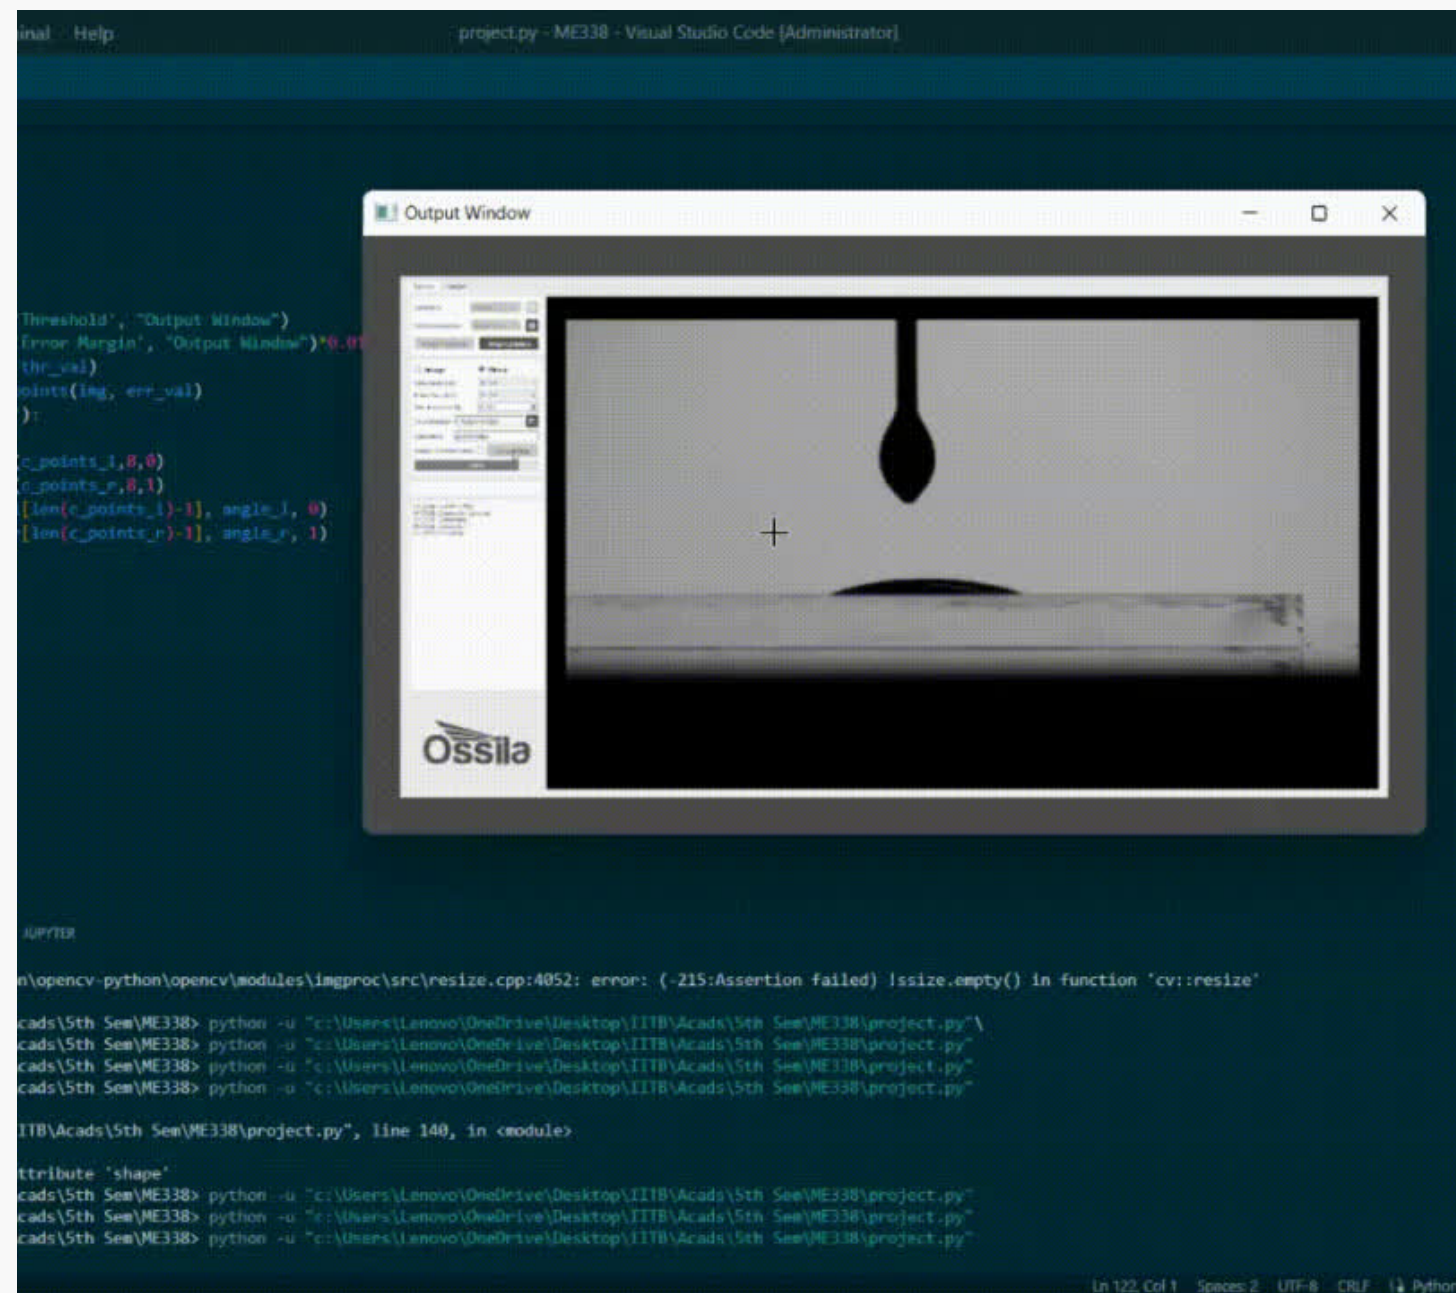 inal Help project.py - ME338 - Visual Studio Code [Administrator]
Output Window
Threshold', "Output Window")
Error Margin', "Output Window")*0.01
thr_val)
oints(img, err_val)
):
(c_points_l,8,0)
(c_points_r,8,1)
[len(c_points_l)-1], angle_l, 0)
[len(c_points_r)-1], angle_r, 1)
Ossila
JUPYTER
n\opencv-python\opencv\modules\imgproc\src\resize.cpp:4052: error: (-215:Assertion failed) !ssize.empty() in function 'cv::resize'
cads\5th Sem\ME338> python -u "c:\Users\Lenovo\OneDrive\Desktop\IITB\Acads\5th Sem\ME338\project.py"\
cads\5th Sem\ME338> python -u "c:\Users\Lenovo\OneDrive\Desktop\IITB\Acads\5th Sem\ME338\project.py"
cads\5th Sem\ME338> python -u "c:\Users\Lenovo\OneDrive\Desktop\IITB\Acads\5th Sem\ME338\project.py"
cads\5th Sem\ME338> python -u "c:\Users\Lenovo\OneDrive\Desktop\IITB\Acads\5th Sem\ME338\project.py"
ITB\Acads\5th Sem\ME338\project.py", line 140, in <module>
ttribute 'shape'
cads\5th Sem\ME338> python -u "c:\Users\Lenovo\OneDrive\Desktop\IITB\Acads\5th Sem\ME338\project.py"
cads\5th Sem\ME338> python -u "c:\Users\Lenovo\OneDrive\Desktop\IITB\Acads\5th Sem\ME338\project.py"
cads\5th Sem\ME338> python -u "c:\Users\Lenovo\OneDrive\Desktop\IITB\Acads\5th Sem\ME338\project.py"
Ln 122, Col 1 Spaces: 2 UTF-8 CRLF Python